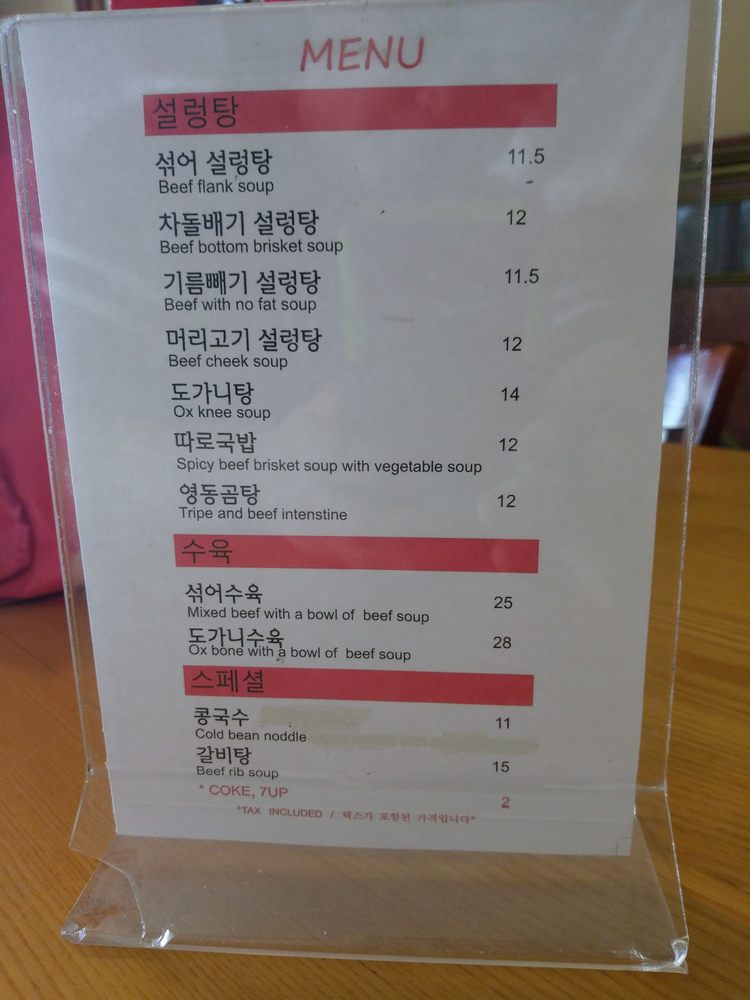 MENU
설렁탕
섞어 설렁탕 11.5
Beef flank soup
차돌배기 설렁탕 12
Beef bottom brisket soup
기름빼기 설렁탕 11.5
Beef with no fat soup
머리고기 설렁탕 12
Beef cheek soup
도가니탕 14
Ox knee soup
따로국밥 12
Spicy beef brisket soup with vegetable soup
영동곰탕 12
Tripe and beef intenstine
수육
섞어수육 25
Mixed beef with a bowl of beef soup
도가니수육 28
Ox bone with a bowl of beef soup
스페셜
콩국수 11
Cold bean noddle
갈비탕 15
Beef rib soup
* COKE, 7UP 2
*TAX INCLUDED / 텍스가 포함된 가격입니다*